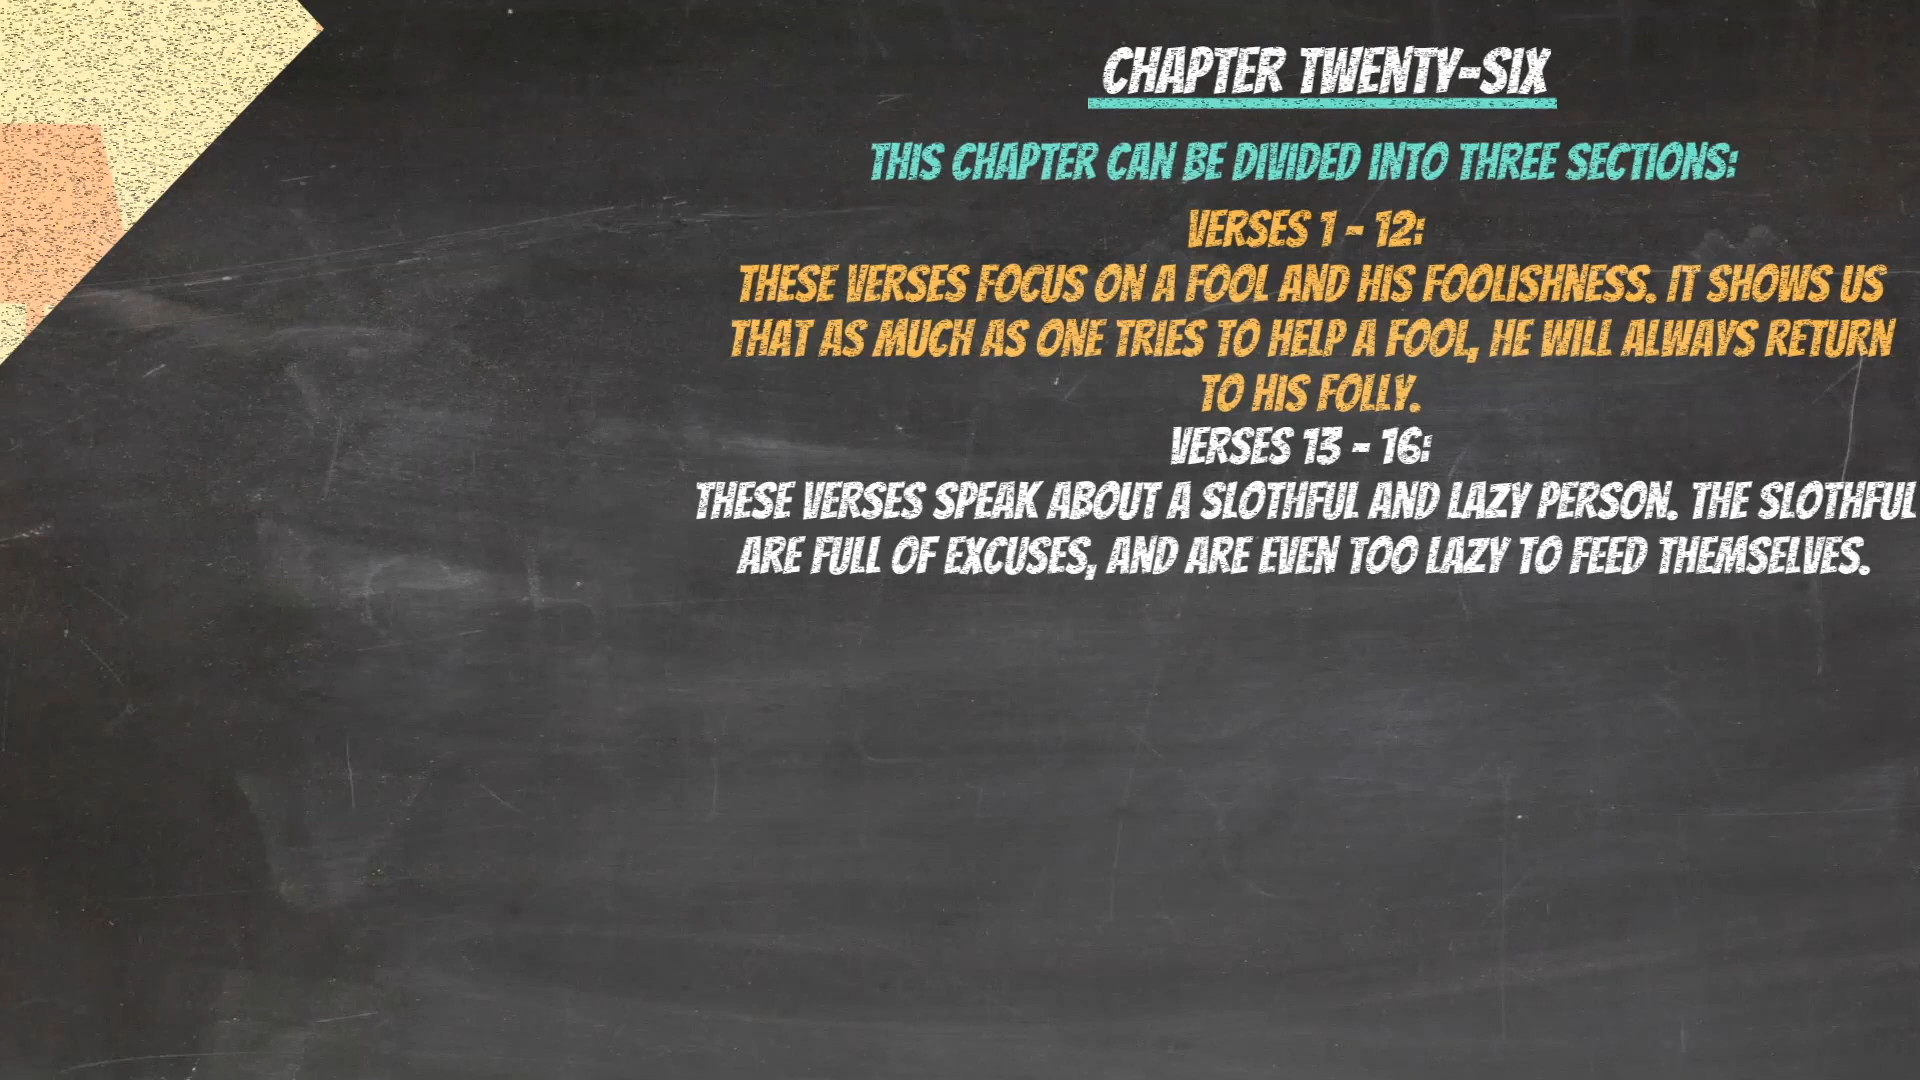 CHAPTER TWENTY-SIX
THIS CHAPTER CAN BE DIVIDED INTO THREE SECTIONS:
VERSES 1 - 12:
THESE VERSES FOCUS ON A FOOL AND HIS FOOLISHNESS. IT SHOWS US
THAT AS MUCH AS ONE TRIES TO HELP A FOOL, HE WILL ALWAYS RETURN
TO HIS FOLLY.
VERSES 13 - 16:
THESE VERSES SPEAK ABOUT A SLOTHFUL AND LAZY PERSON. THE SLOTHFUL
ARE FULL OF EXCUSES, AND ARE EVEN TOO LAZY TO FEED THEMSELVES.